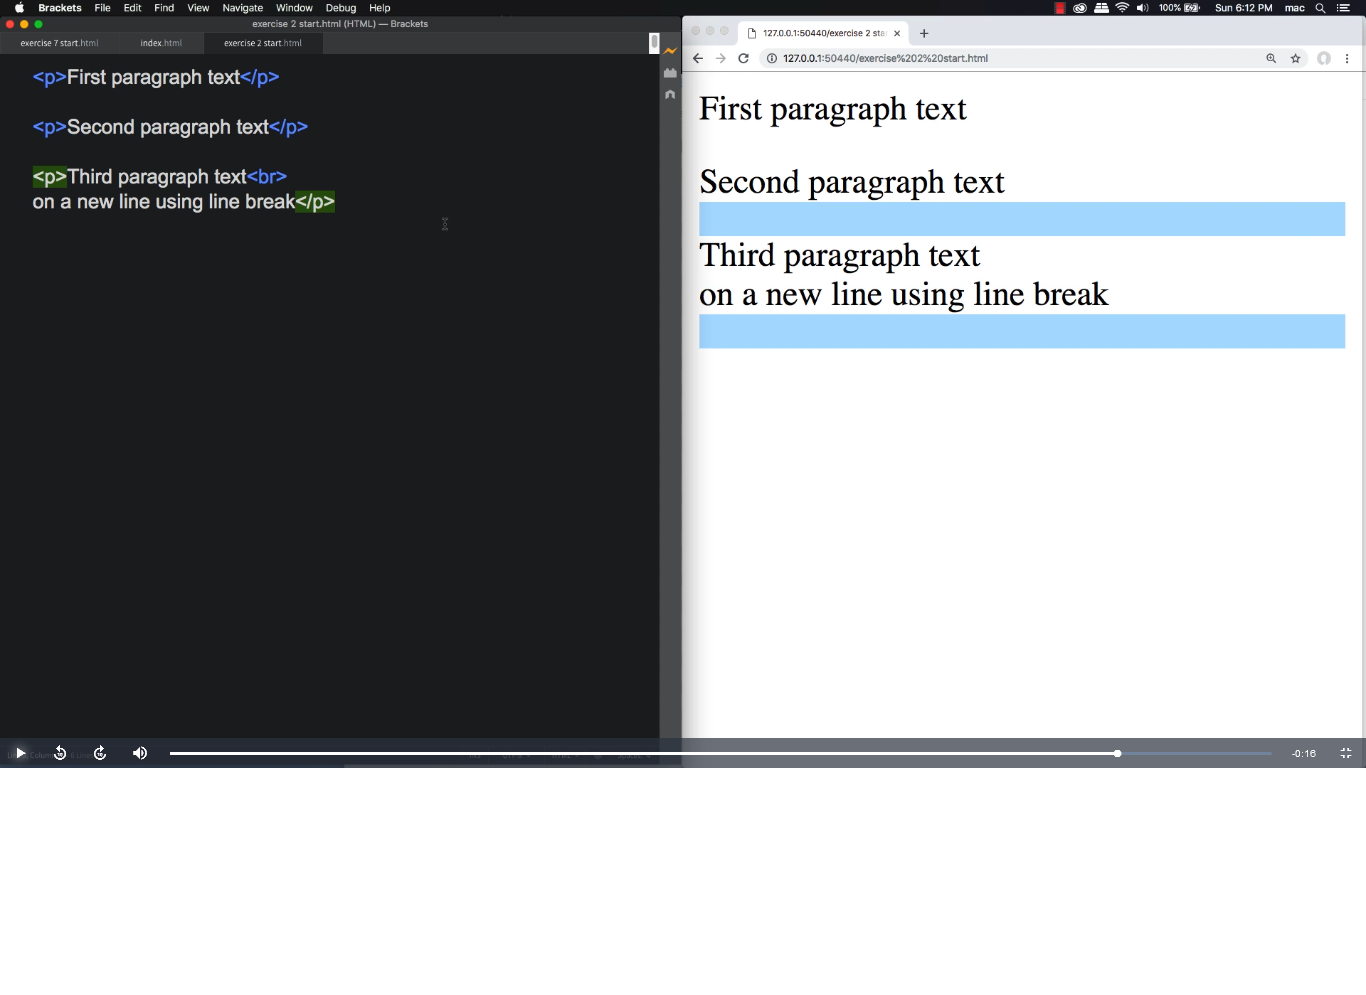 Brackets File Edit Find View Navigate Window Debug Help 100% Sun 6:12 PM mac
exercise 2 start.html (HTML) — Brackets
exercise 7 start.html index.html exercise 2 start.html
<p>First paragraph text</p>
<p>Second paragraph text</p>
<p>Third paragraph text<br>
on a new line using line break</p>
127.0.0.1:50440/exercise 2 sta
127.0.0.1:50440/exercise%202%20start.html
First paragraph text
Second paragraph text
Third paragraph text
on a new line using line break
-0:16